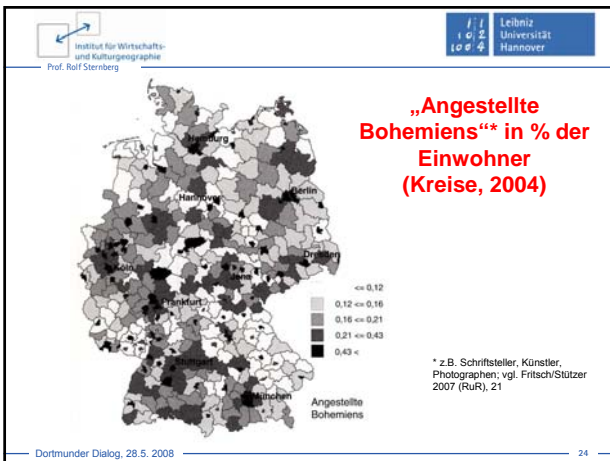 Institut für Wirtschafts-
und Kulturgeographie
Prof. Rolf Sternberg
Leibniz
Universität
Hannover
„Angestellte
Bohemiens“* in % der
Einwohner
(Kreise, 2004)
Hamburg
Berlin
Hannover
Dresden
Köln
Jena
Frankfurt
Stuttgart
München
<= 0,12
0,12 <= 0,16
0,16 <= 0,21
0,21 <= 0,43
0,43 <
Angestellte
Bohemiens
* z.B. Schriftsteller, Künstler,
Photographen; vgl. Fritsch/Stützer
2007 (RuR), 21
Dortmunder Dialog, 28.5. 2008
24